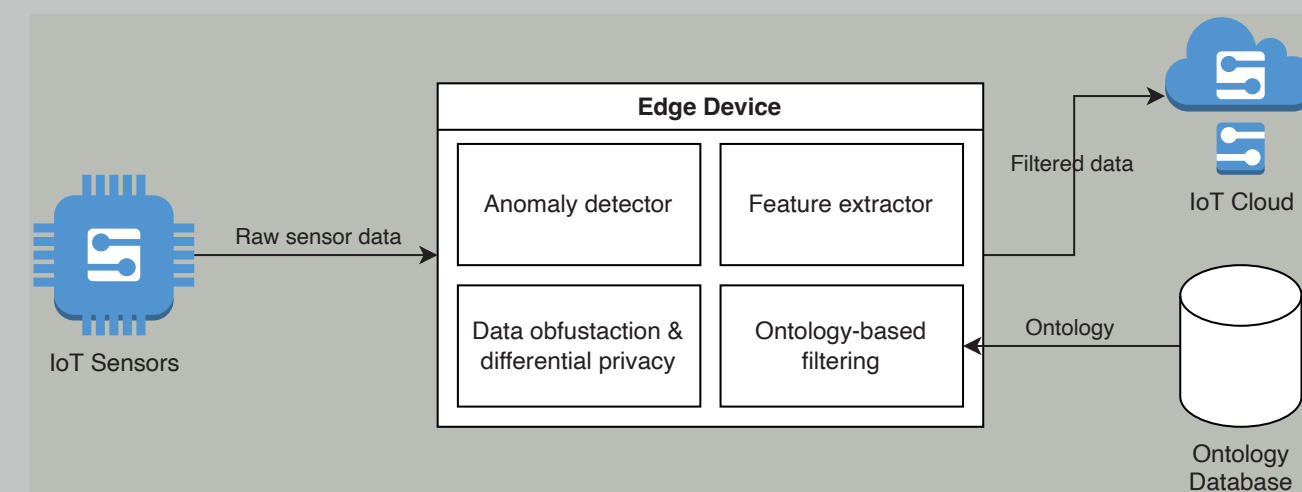 Edge Device
Anomaly detector
Feature extractor
Filtered data
IoT Cloud
Raw sensor data
Data obfustaction &
differential privacy
Ontology-based
filtering
Ontology
IoT Sensors
Ontology
Database